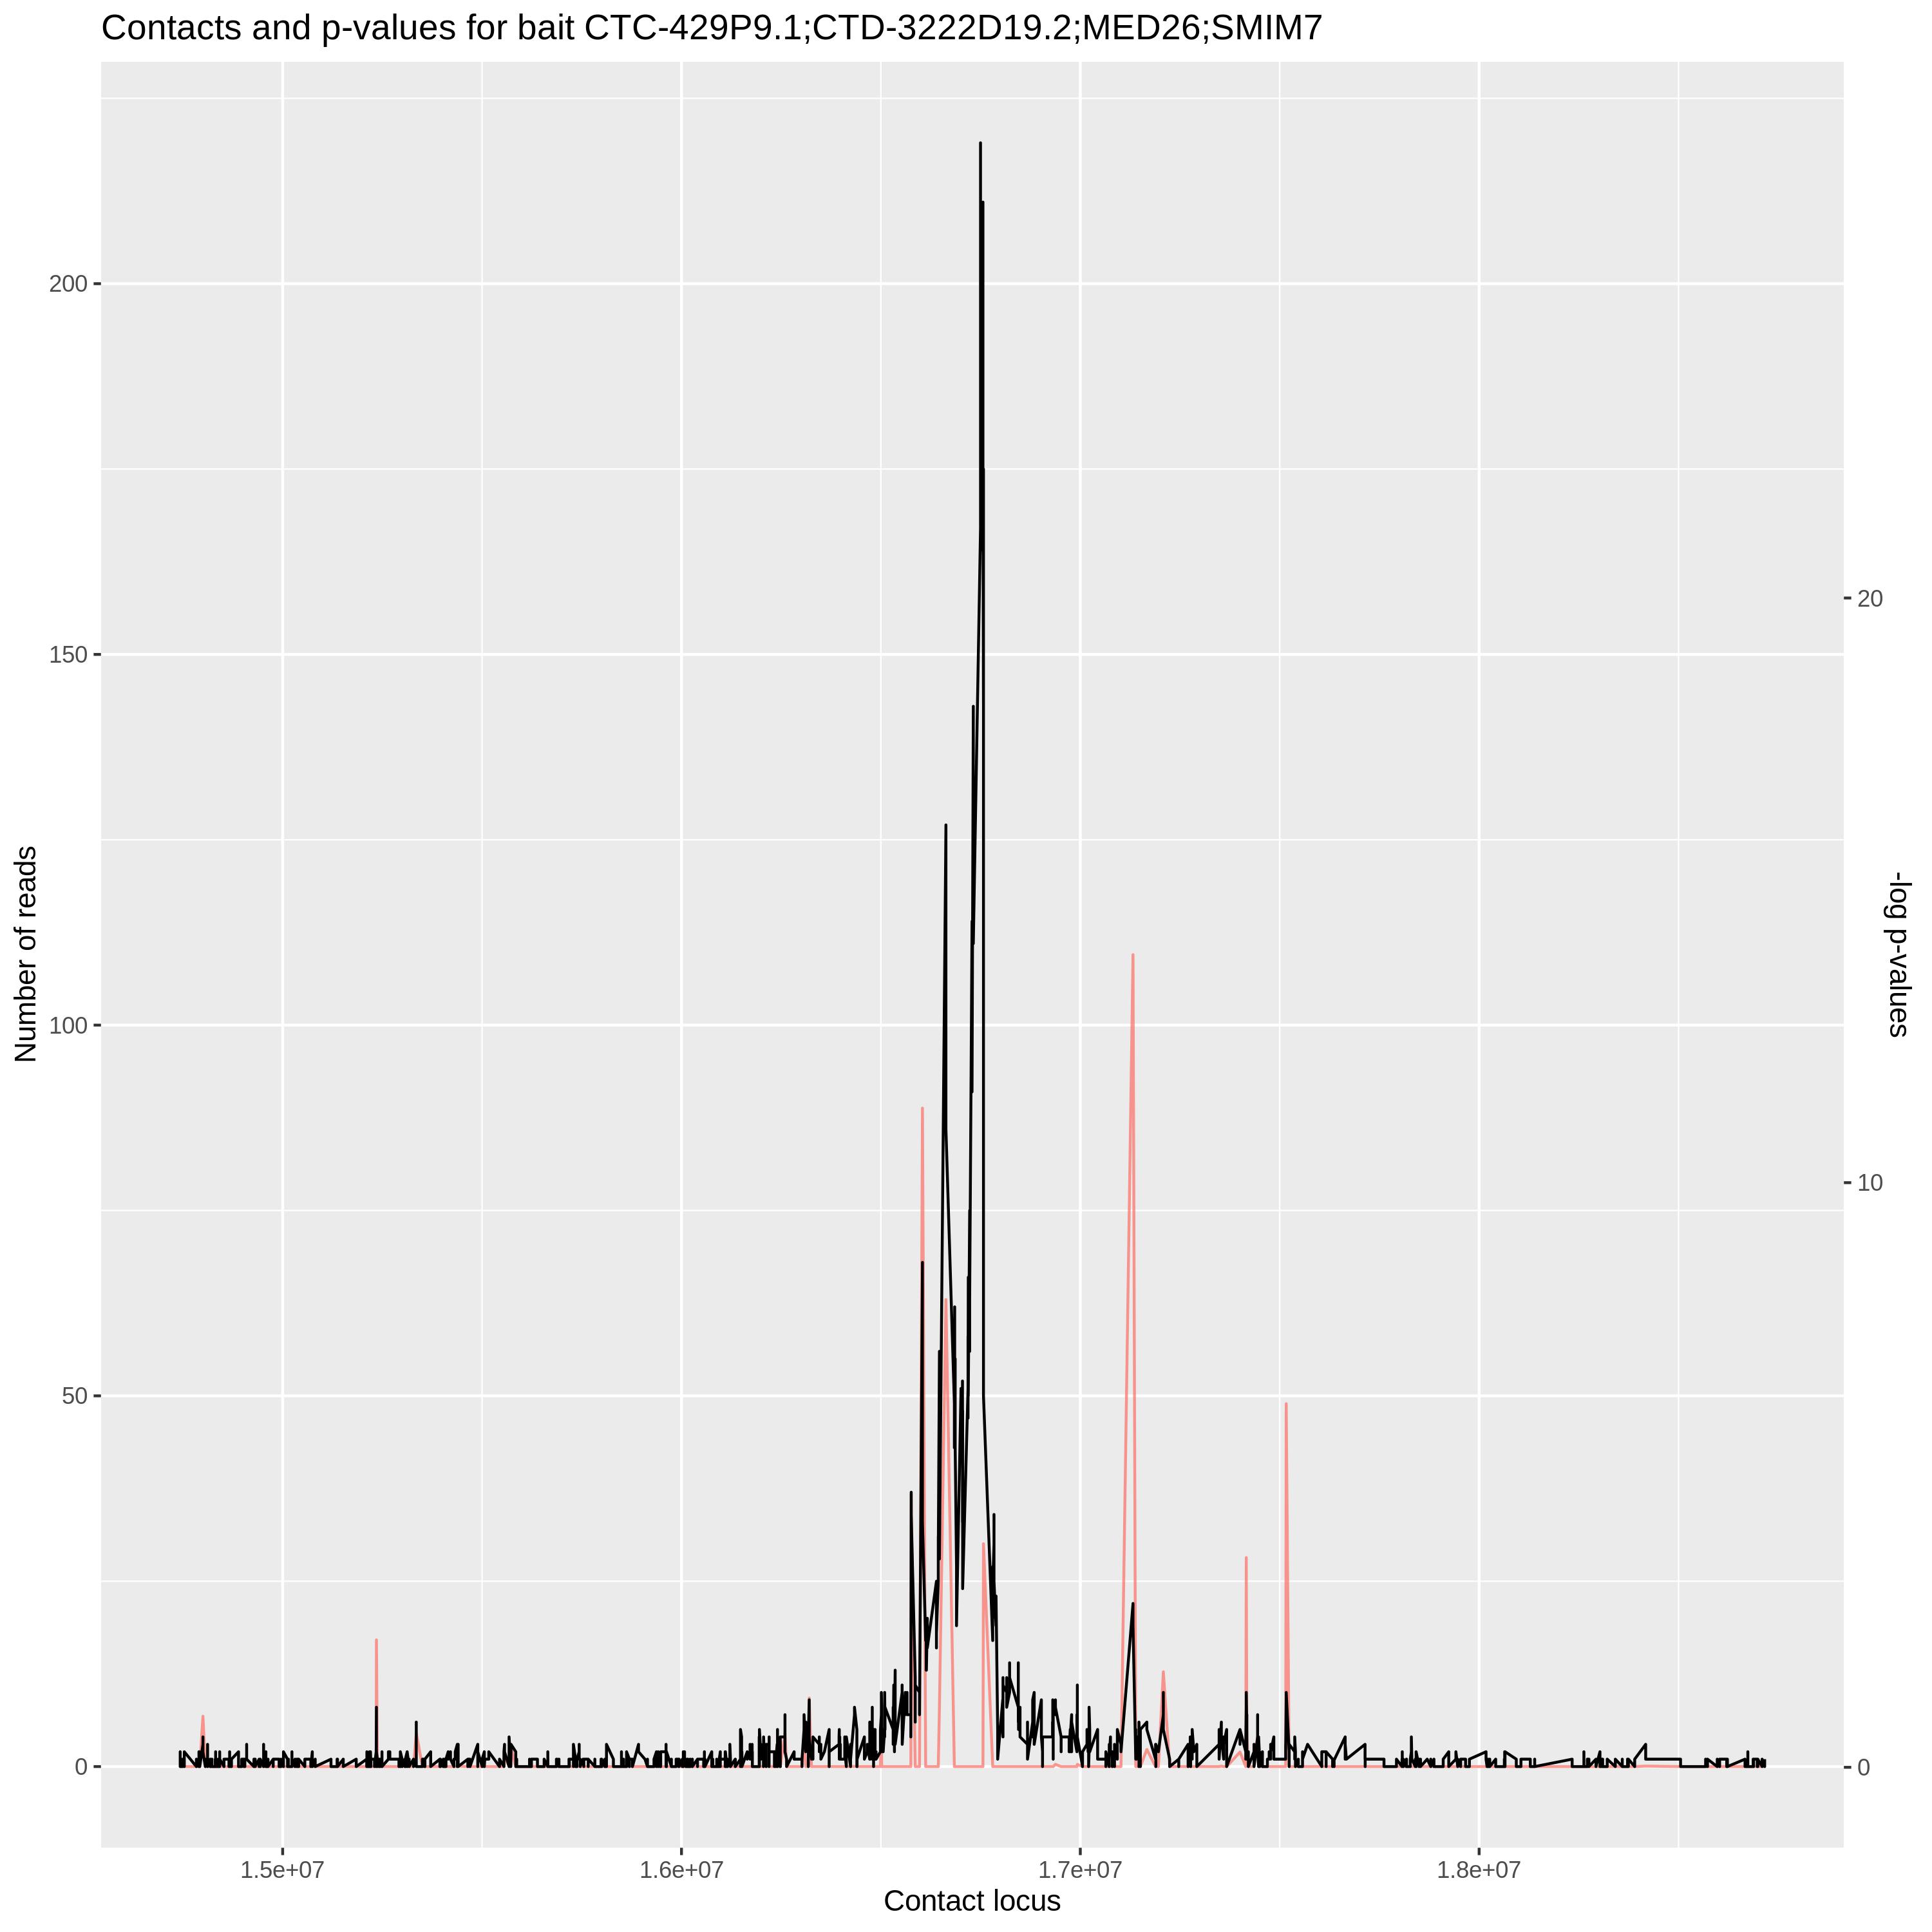 Contacts and p-values for bait CTC-429P9.1;CTD-3222D19.2;MED26;SMIM7
200
150
100
50
0
Number of reads
20
10
0
-log p-values
1.5e+07
1.6e+07
1.7e+07
1.8e+07
Contact locus